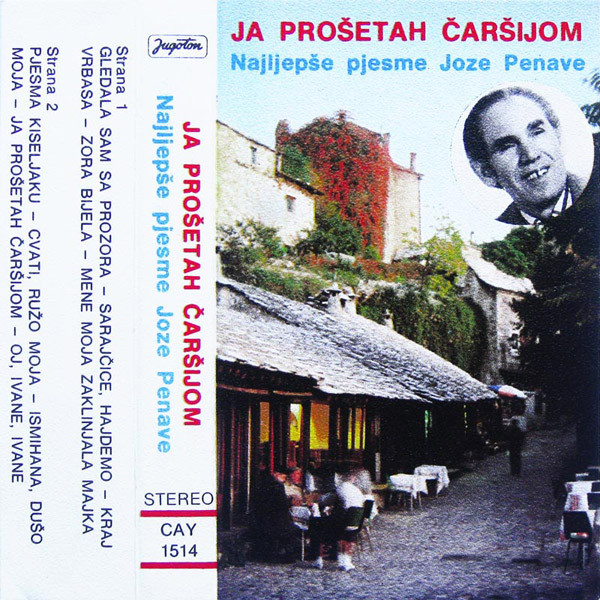 Strana 1
GLEDALA SAM SA PROZORA – SARAJČICE, HAJDEMO – KRAJ
VRBASA – ZORA BIJELA – MENE MOJA ZAKLINJALA MAJKA
Strana 2
PJESMA KISELJAKU – CVATI, RUŽO MOJA – ISMIHANA, DUŠO
MOJA – JA PROŠETAH ČARŠIJOM – OJ, IVANE, IVANE
Jugoton
JA PROŠETAH ČARŠIJOM
Najljepše pjesme Joze Penave
STEREO
CAY
1514
JA PROŠETAH ČARŠIJOM
Najljepše pjesme Joze Penave